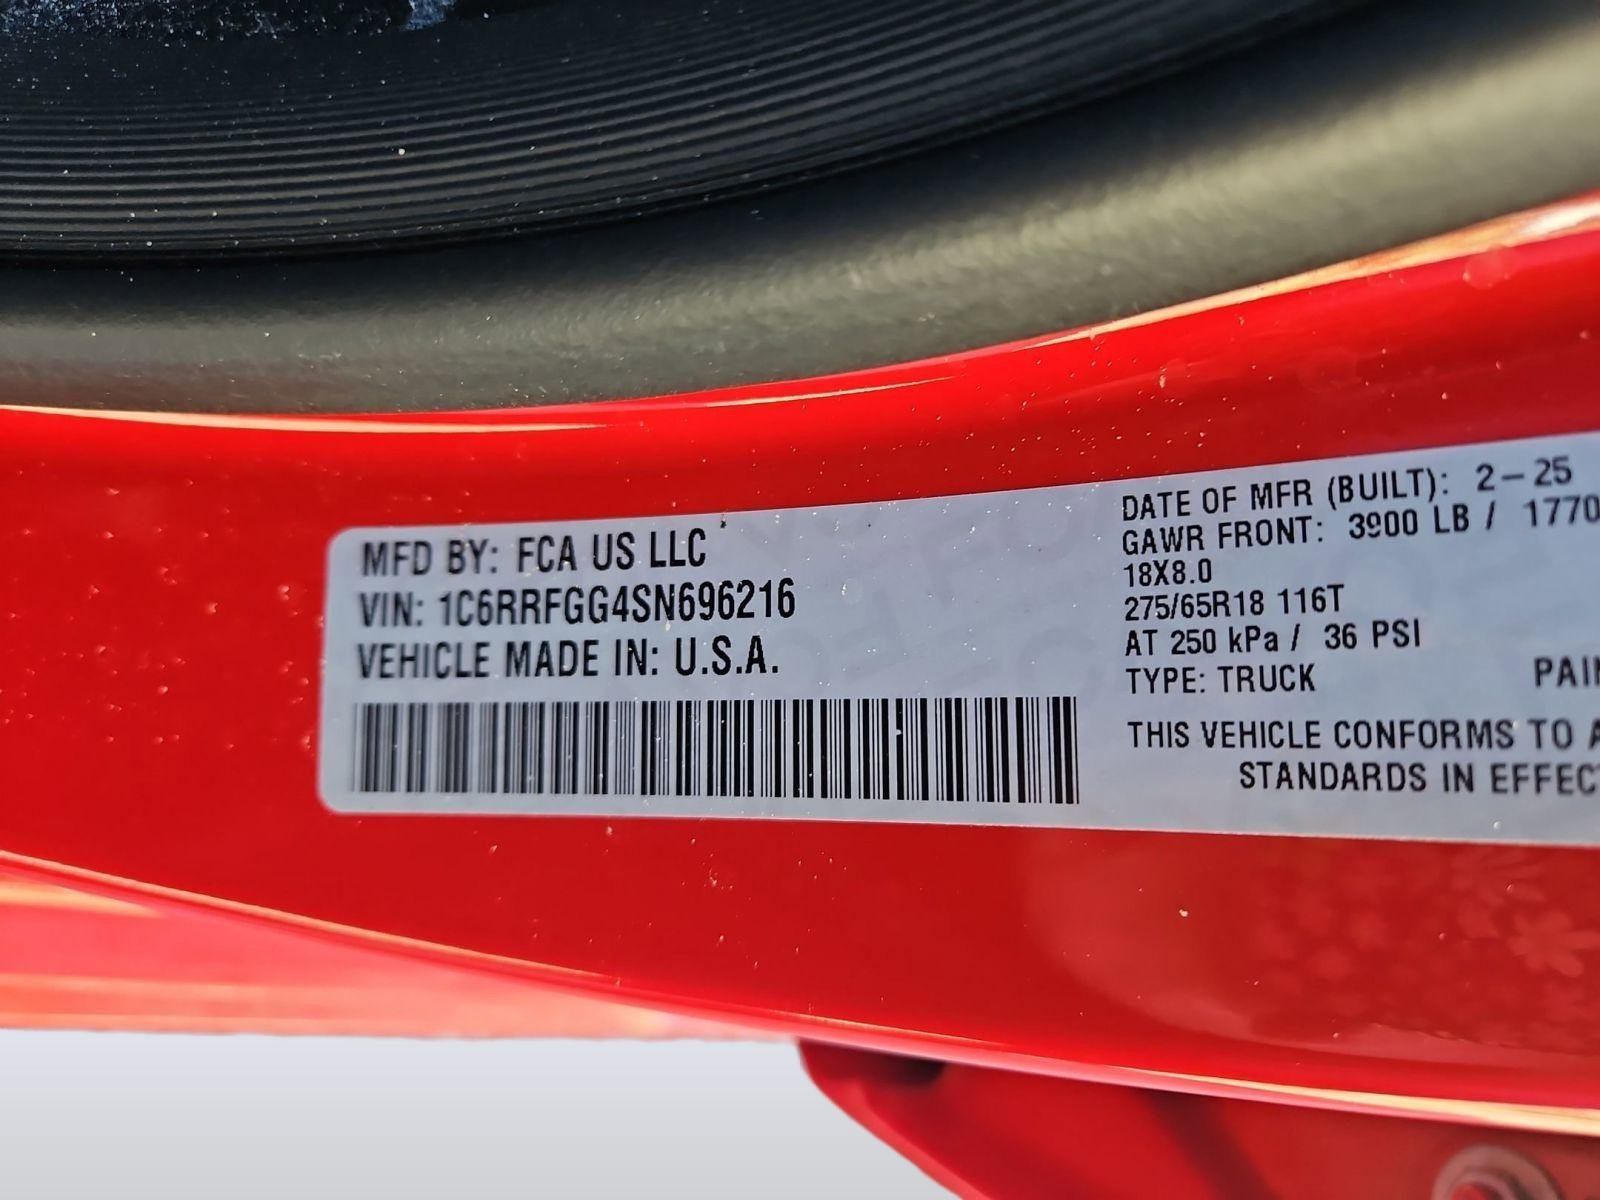 MFD BY: FCA US LLC
VIN: 1C6RRFGG4SN696216
VEHICLE MADE IN: U.S.A.
DATE OF MFR (BUILT): 2-25
GAWR FRONT: 3900 LB / 1770
18X8.0
275/65R18 116T
AT 250 kPa / 36 PSI
TYPE: TRUCK
THIS VEHICLE CONFORMS TO
STANDARDS IN